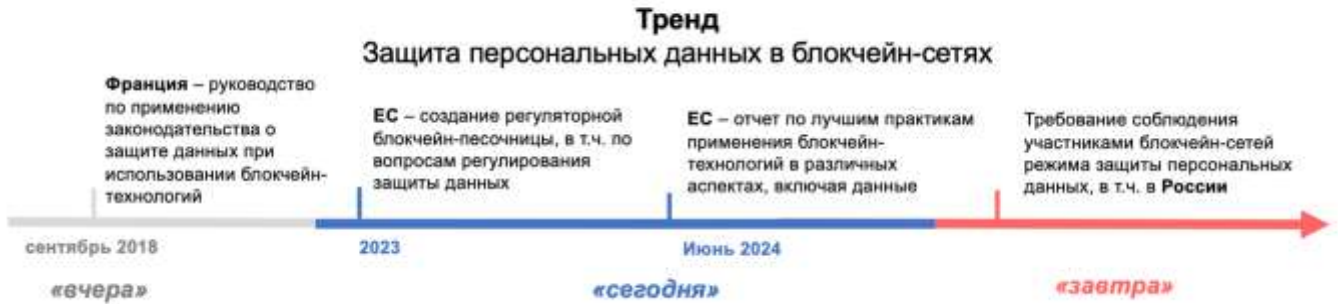 Тренд
Защита персональных данных в блокчейн-сетях
Франция – руководство
по применению
законодательства о
защите данных при
использовании блокчейн-
технологий
ЕС – создание регуляторной
блокчейн-песочницы, в т.ч. по
вопросам регулирования
защиты данных
ЕС – отчет по лучшим практикам
применения блокчейн-
технологий в различных
аспектах, включая данные
Требование соблюдения
участниками блокчейн-сетей
режима защиты персональных
данных, в т.ч. в России
сентябрь 2018
2023
Июнь 2024
«вчера»
«сегодня»
«завтра»